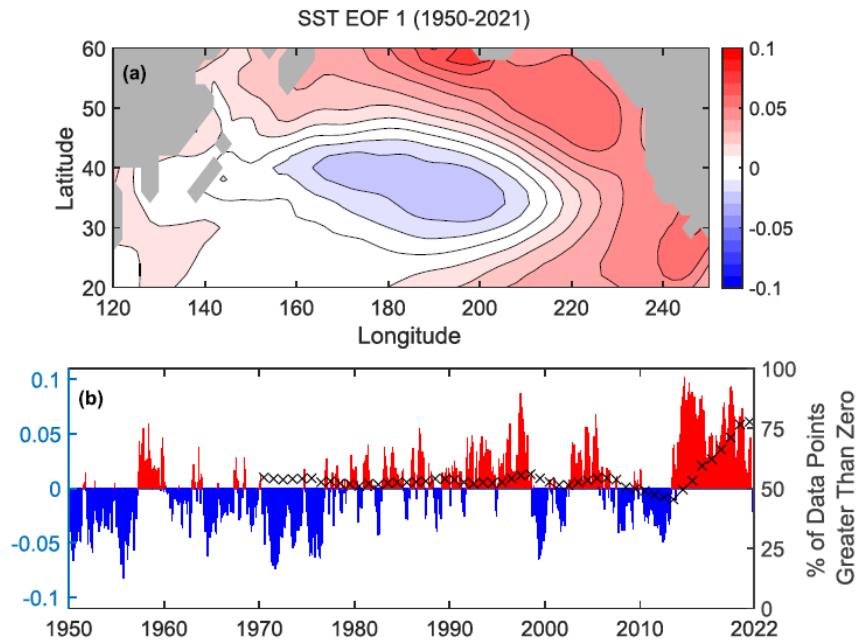 SST EOF 1 (1950-2021)
(a)
60
50
40
30
20
Latitude
120 140 160 180 200 220 240
Longitude
0.1
0.05
0
-0.05
-0.1
(b)
0.1
0.05
0
-0.05
-0.1
100
75
50
25
0
% of Data Points
Greater Than Zero
1950 1960 1970 1980 1990 2000 2010 2022